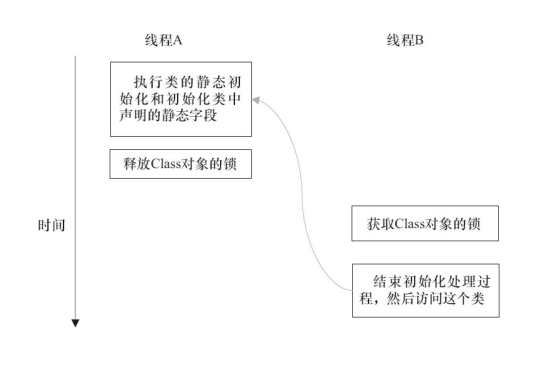 线程A
线程B
执行类的静态初
始化和初始化类中
声明的静态字段
释放Class对象的锁
时间
获取Class对象的锁
结束初始化处理过
程，然后访问这个类